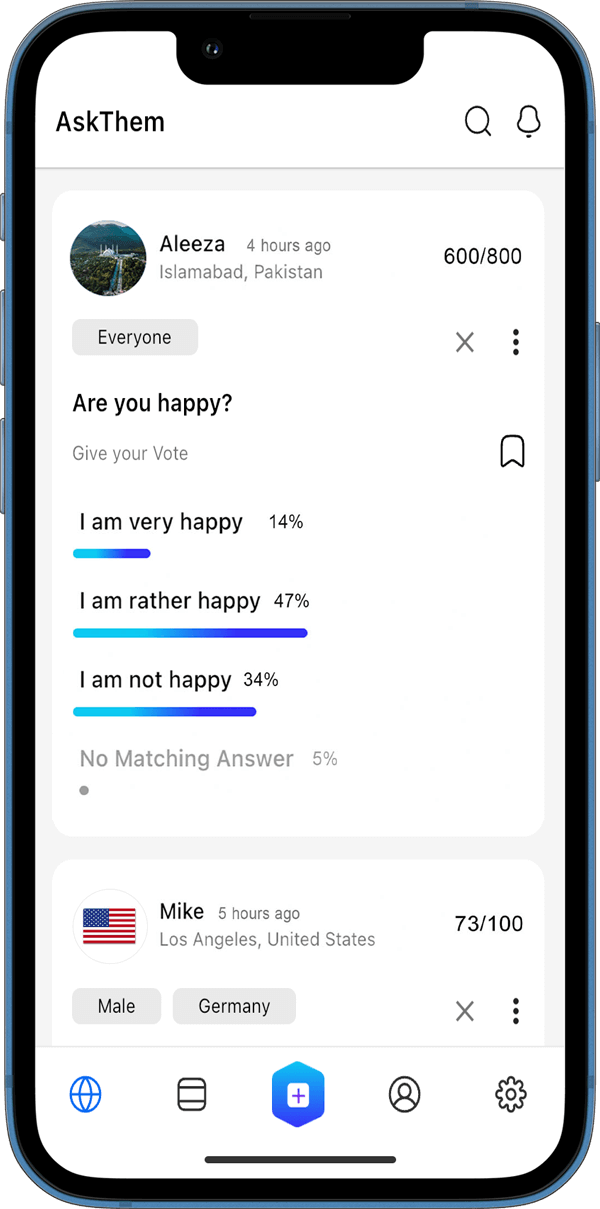 AskThem
Aleeza 4 hours ago
Islamabad, Pakistan
600/800
Everyone
Are you happy?
Give your Vote
I am very happy 14%
I am rather happy 47%
I am not happy 34%
No Matching Answer 5%
Mike 5 hours ago
Los Angeles, United States
73/100
Male Germany